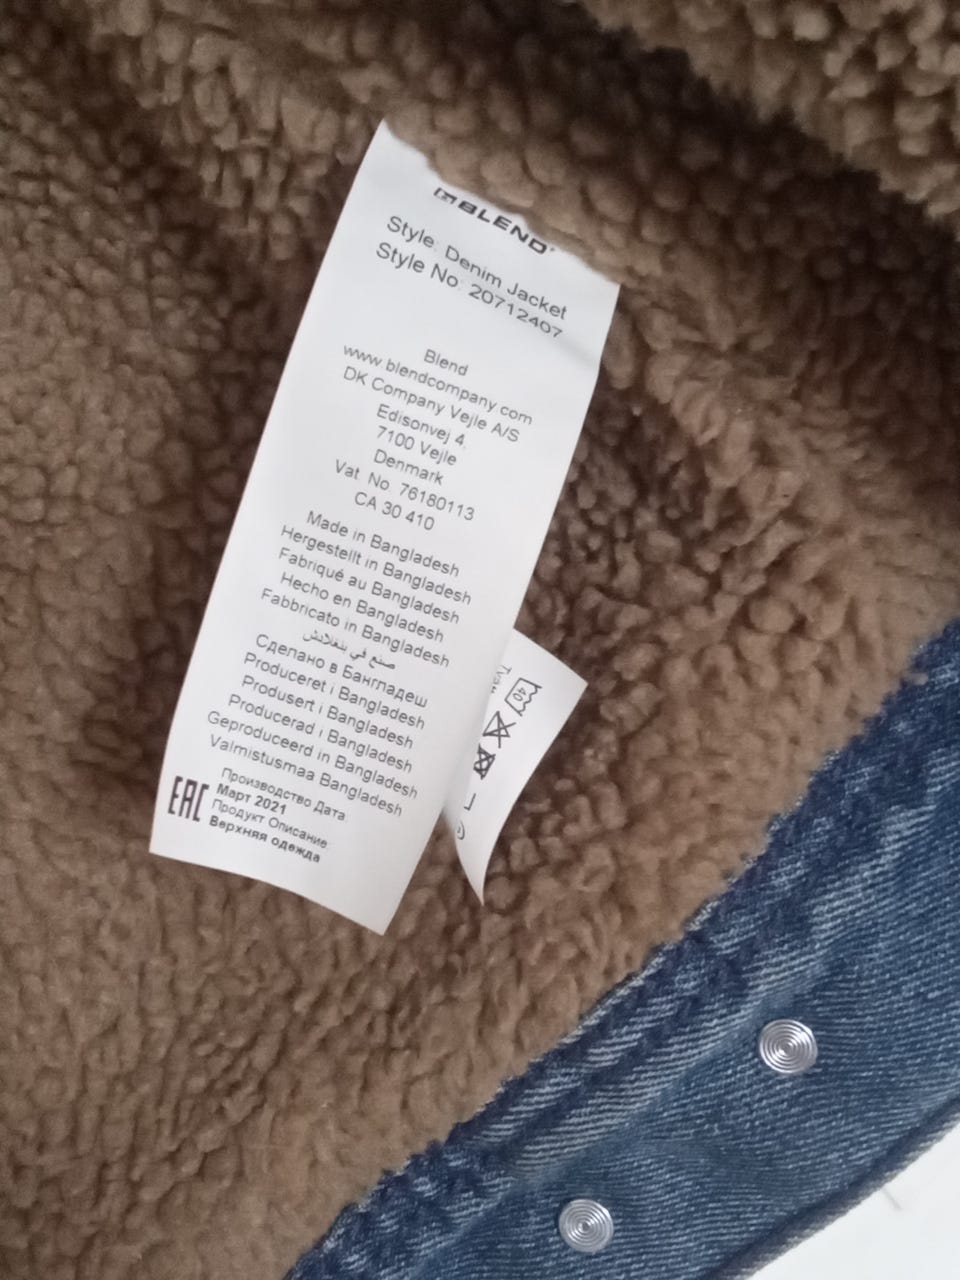 BLEND
Style: Denim Jacket
Style No: 20712407
Blend
www.blendcompany.com
DK Company Vejle A/S
Edisonvej 4,
7100 Vejle
Denmark
Vat. No. 76180113
CA 30 410
Made in Bangladesh
Hergestellt in Bangladesh
Fabriqué au Bangladesh
Hecho en Bangladesh
Fabbricato in Bangladesh
صنع في بنغلادش
Сделано в Бангладеш
Produceret i Bangladesh
Produsert i Bangladesh
Producerad i Bangladesh
Geproduceerd in Bangladesh
Valmistusmaa Bangladesh
EAC
Производство Дата
Март 2021
Продукт Описание
Верхняя одежда
40